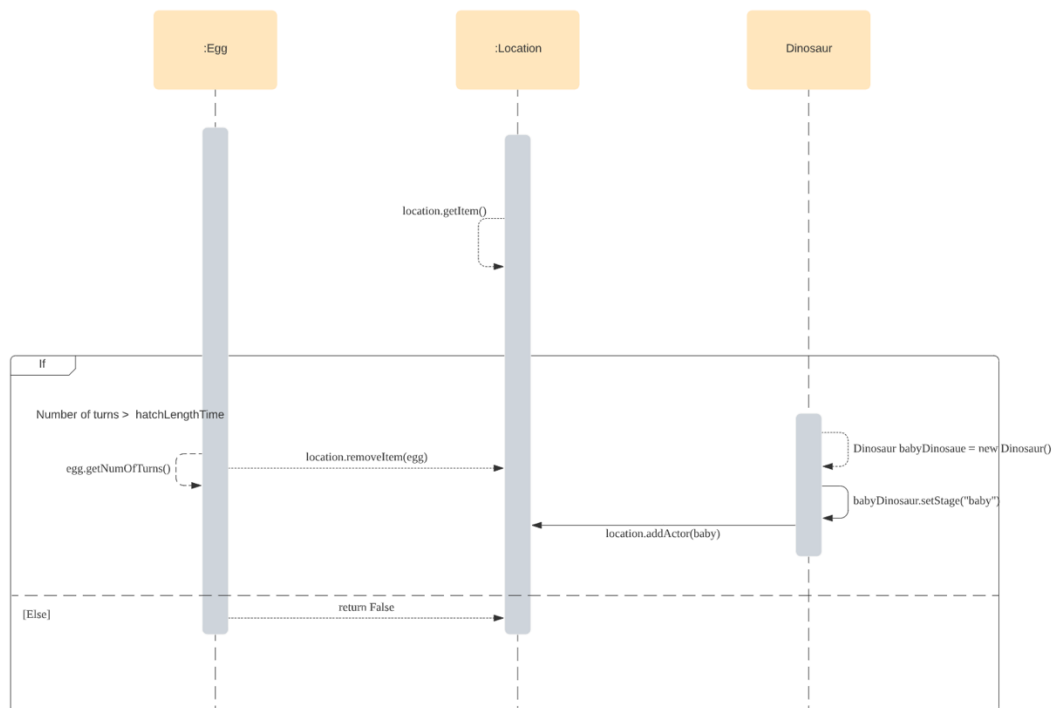 :Egg
:Location
Dinosaur
location.getItem()
If
Number of turns > hatchLengthTime
egg.getNumOfTurns()
location.removeItem(egg)
Dinosaur babyDinosaue = new Dinosaur()
babyDinosaur.setStage("baby")
location.addActor(baby)
[Else]
return False